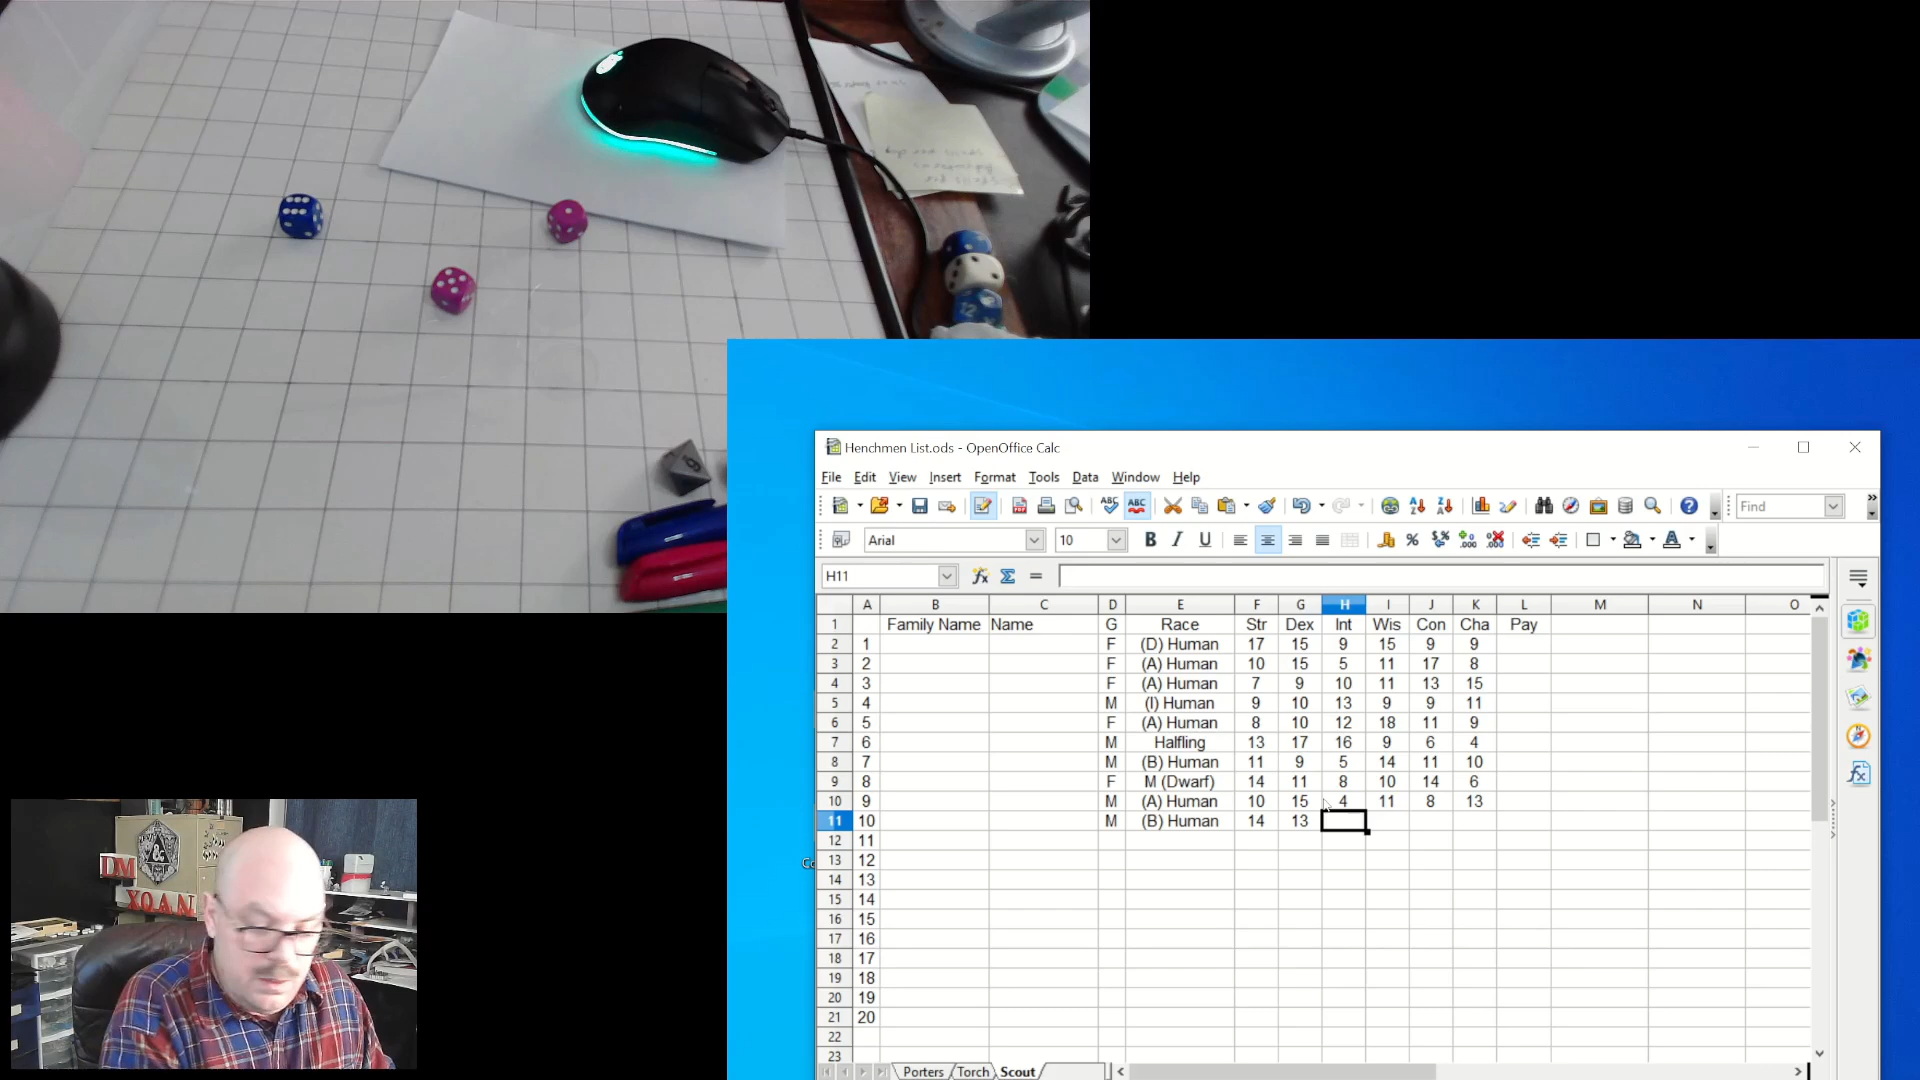 Henchmen List.ods - OpenOffice Calc
File Edit View Insert Format Tools Data Window Help
Find
Arial 10
H11
A B C D E F G H I J K L M N O
1 Family Name Name G Race Str Dex Int Wis Con Cha Pay
2 1 F (D) Human 17 15 9 15 9 9
3 2 F (A) Human 10 15 5 11 17 8
4 3 F (A) Human 7 9 10 11 13 15
5 4 M (I) Human 9 10 13 9 9 11
6 5 F (A) Human 8 10 12 18 11 9
7 6 M Halfling 13 17 16 9 6 4
8 7 M (B) Human 11 9 5 14 11 10
9 8 F M (Dwarf) 14 11 8 10 14 6
10 9 M (A) Human 10 15 4 11 8 13
11 10 M (B) Human 14 13
12 11
13 12
14 13
15 14
16 15
17 16
18 17
19 18
20 19
21 20
22
23
Porters Torch Scout
DM
XOAN